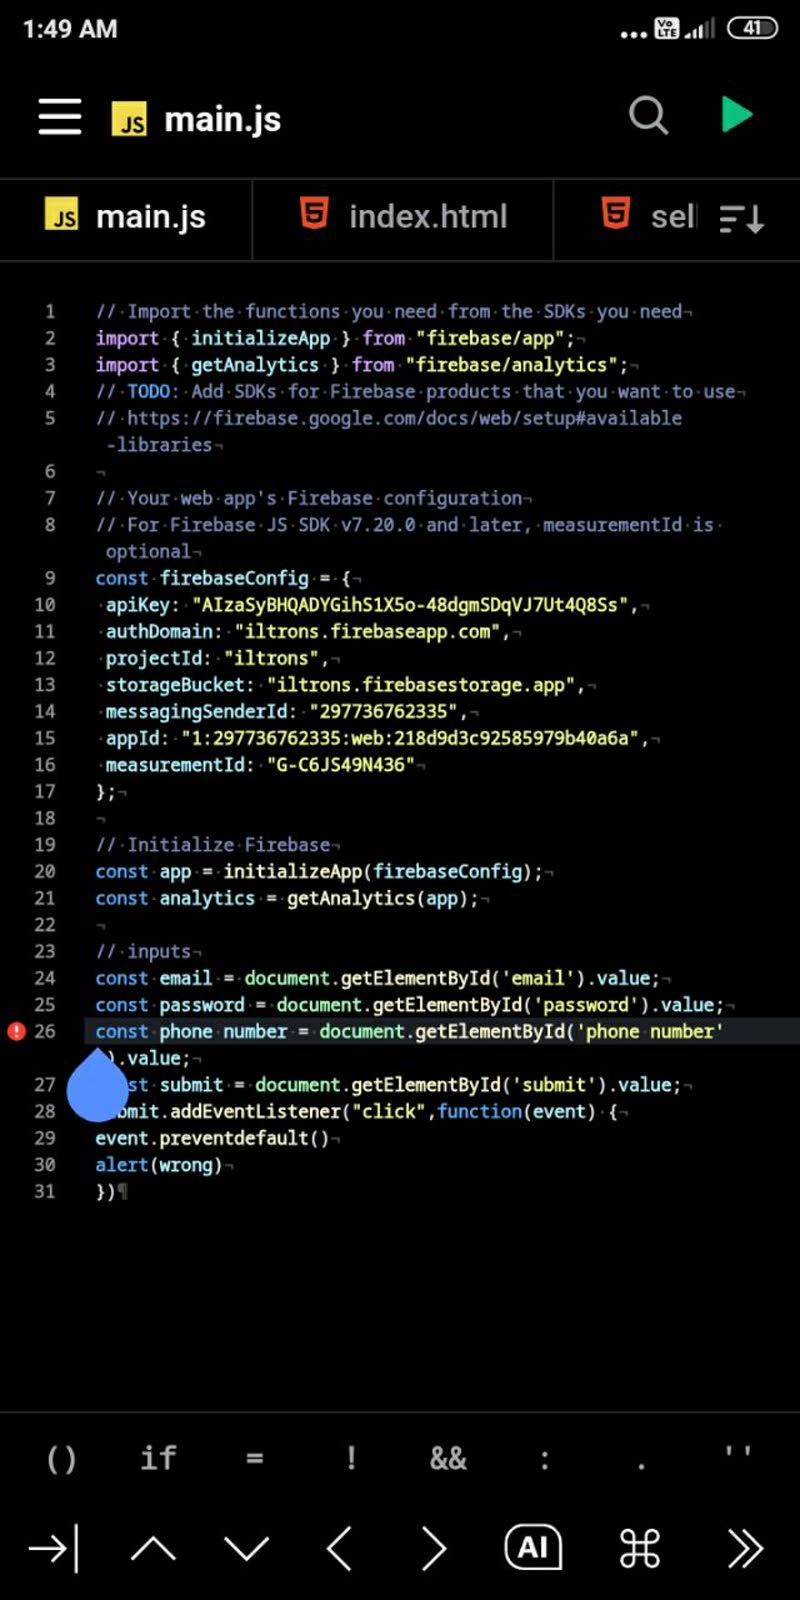 1:49 AM
Vo LTE
41
JS main.js
JS main.js
5 index.html
5 sel
1 // Import the functions you need from the SDKs you need¬
2 import { initializeApp } from "firebase/app";¬
3 import { getAnalytics } from "firebase/analytics";¬
4 // TODO: Add SDKs for Firebase products that you want to use¬
5 // https://firebase.google.com/docs/web/setup#available
-libraries¬
6 ¬
7 // Your web app's Firebase configuration¬
8 // For Firebase JS SDK v7.20.0 and later, measurementId is
optional¬
9 const firebaseConfig = {¬
10 apiKey: "AIzaSyBHQADYGihS1X5o-48dgmSDqVJ7Ut4Q8Ss",¬
11 authDomain: "iltrons.firebaseapp.com",¬
12 projectId: "iltrons",¬
13 storageBucket: "iltrons.firebasestorage.app",¬
14 messagingSenderId: "297736762335",¬
15 appId: "1:297736762335:web:218d9d3c92585979b40a6a",¬
16 measurementId: "G-C6JS49N436"¬
17 };¬
18 ¬
19 // Initialize Firebase¬
20 const app = initializeApp(firebaseConfig);¬
21 const analytics = getAnalytics(app);¬
22 ¬
23 // inputs¬
24 const email = document.getElementById('email').value;¬
25 const password = document.getElementById('password').value;¬
26 const phone number = document.getElementById('phone number'
).value;¬
27 st submit = document.getElementById('submit').value;¬
28 bmit.addEventListener("click",function(event) {¬
29 event.preventdefault()¬
30 alert(wrong)¬
31 })¶
() if = ! && : . ''
AI